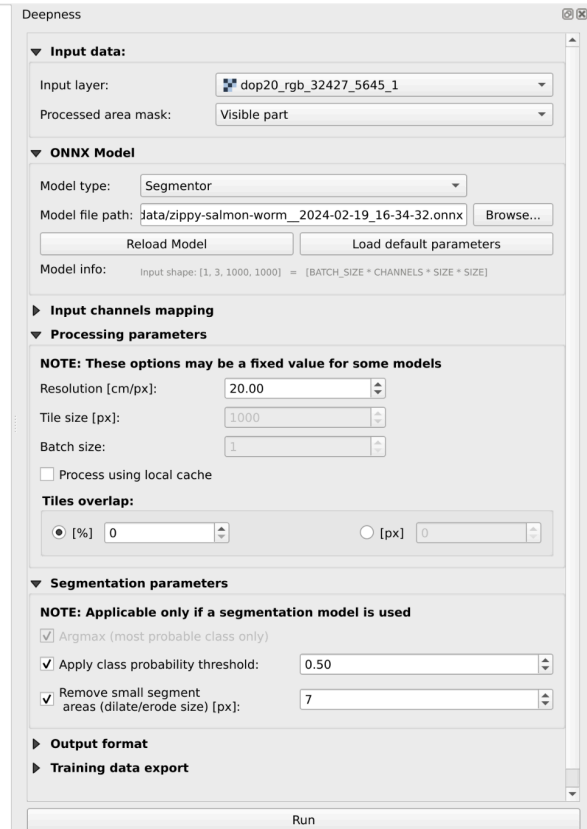 Deepness
Input data:
Input layer: dop20_rgb_32427_5645_1
Processed area mask: Visible part
ONNX Model
Model type: Segmentor
Model file path: data/zippy-salmon-worm__2024-02-19_16-34-32.onnx Browse...
Reload Model Load default parameters
Model info: Input shape: [1, 3, 1000, 1000] = [BATCH_SIZE * CHANNELS * SIZE * SIZE]
Input channels mapping
Processing parameters
NOTE: These options may be a fixed value for some models
Resolution [cm/px]: 20.00
Tile size [px]: 1000
Batch size: 1
Process using local cache
Tiles overlap:
[%] 0 [px] 0
Segmentation parameters
NOTE: Applicable only if a segmentation model is used
Argmax (most probable class only)
Apply class probability threshold: 0.50
Remove small segment
areas (dilate/erode size) [px]: 7
Output format
Training data export
Run